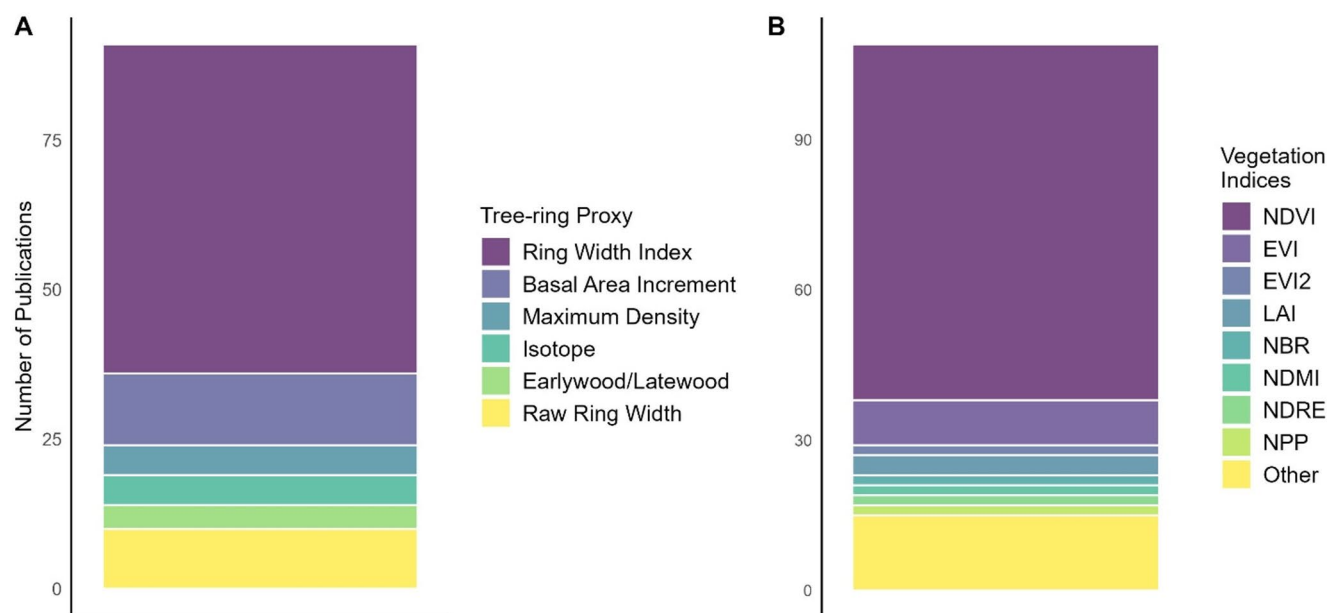 A
Number of Publications
75
50
25
0
Tree-ring Proxy
Ring Width Index
Basal Area Increment
Maximum Density
Isotope
Earlywood/Latewood
Raw Ring Width
B
90
60
30
0
Vegetation
Indices
NDVI
EVI
EVI2
LAI
NBR
NDMI
NDRE
NPP
Other